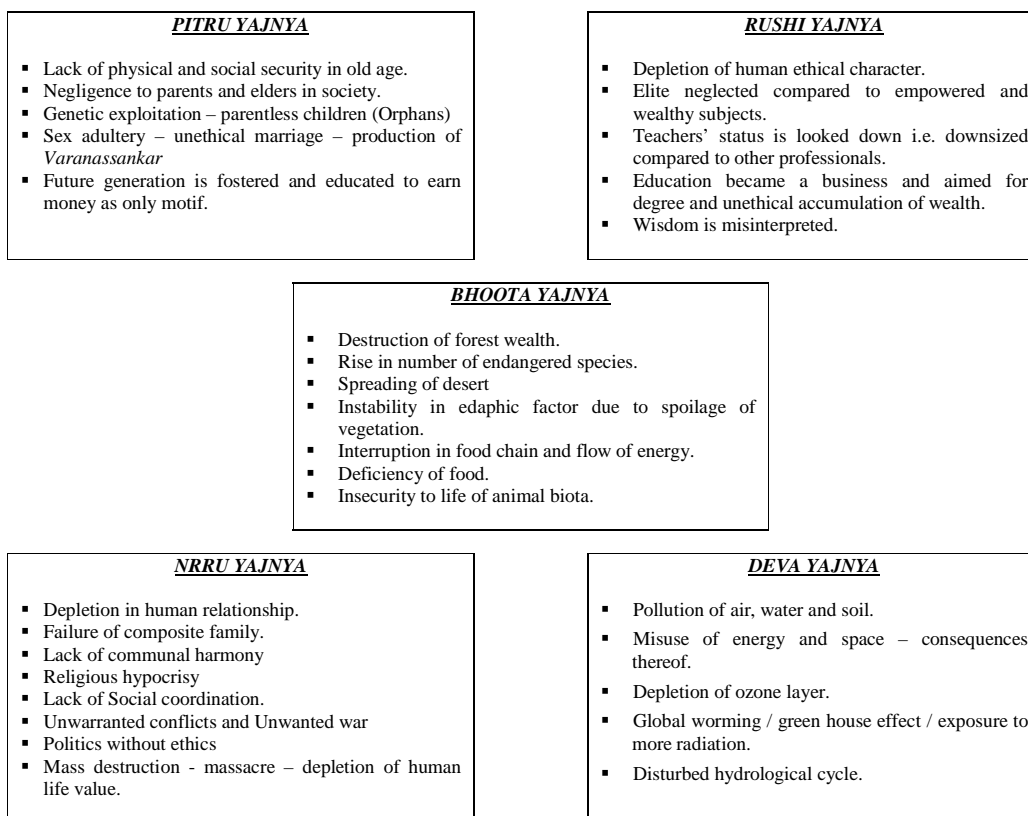 PITRU YAJNYA
▪ Lack of physical and social security in old age.
▪ Negligence to parents and elders in society.
▪ Genetic exploitation – parentless children (Orphans)
▪ Sex adultery – unethical marriage – production of
Varanassankar
▪ Future generation is fostered and educated to earn
money as only motif.
RUSHI YAJNYA
▪ Depletion of human ethical character.
▪ Elite neglected compared to empowered and
wealthy subjects.
▪ Teachers' status is looked down i.e. downsized
compared to other professionals.
▪ Education became a business and aimed for
degree and unethical accumulation of wealth.
▪ Wisdom is misinterpreted.
BHOOTA YAJNYA
▪ Destruction of forest wealth.
▪ Rise in number of endangered species.
▪ Spreading of desert
▪ Instability in edaphic factor due to spoilage of
vegetation.
▪ Interruption in food chain and flow of energy.
▪ Deficiency of food.
▪ Insecurity to life of animal biota.
NRRU YAJNYA
▪ Depletion in human relationship.
▪ Failure of composite family.
▪ Lack of communal harmony
▪ Religious hypocrisy
▪ Lack of Social coordination.
▪ Unwarranted conflicts and Unwanted war
▪ Politics without ethics
▪ Mass destruction - massacre – depletion of human
life value.
DEVA YAJNYA
▪ Pollution of air, water and soil.
▪ Misuse of energy and space – consequences
thereof.
▪ Depletion of ozone layer.
▪ Global worming / green house effect / exposure to
more radiation.
▪ Disturbed hydrological cycle.